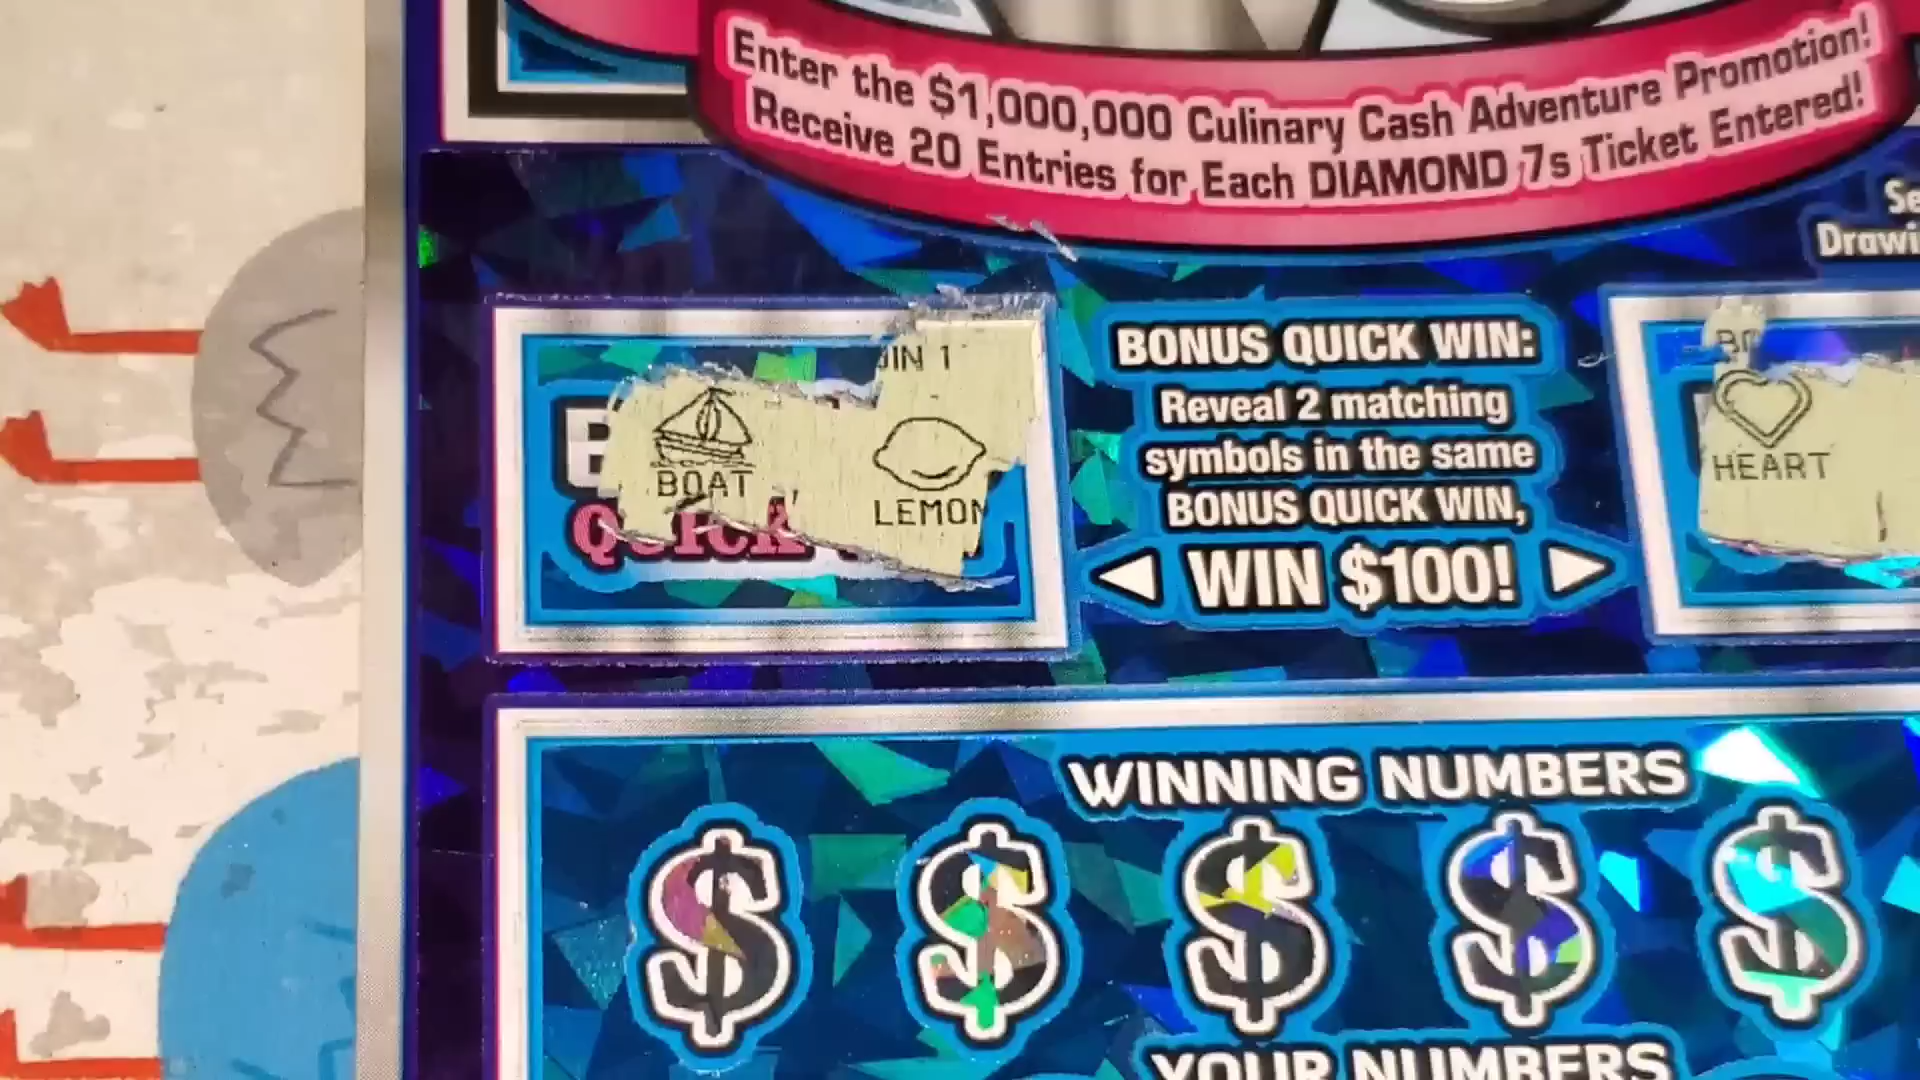 Enter the $1,000,000 Culinary Cash Adventure Promotion!
Receive 20 Entries for Each DIAMOND 7s Ticket Entered!
BOAT
LEMON
BONUS QUICK WIN:
Reveal 2 matching
symbols in the same
BONUS QUICK WIN,
WIN $100!
HEART
WINNING NUMBERS
$ $ $ $ $
YOUR NUMBERS